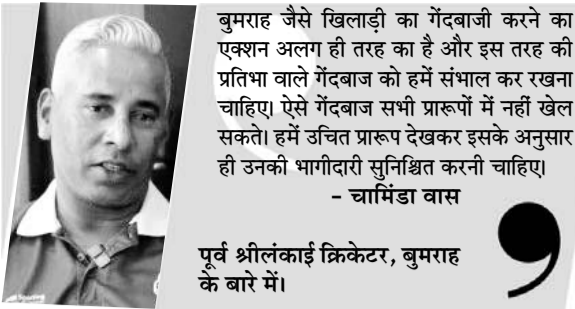 बुमराह जैसे खिलाड़ी का गेंदबाजी करने का
एक्शन अलग ही तरह का है और इस तरह की
प्रतिभा वाले गेंदबाज को हमें संभाल कर रखना
चाहिए। ऐसे गेंदबाज सभी प्रारूपों में नहीं खेल
सकते। हमें उचित प्रारूप देखकर इसके अनुसार
ही उनकी भागीदारी सुनिश्चित करनी चाहिए।
– चामिंडा वास
पूर्व श्रीलंकाई क्रिकेटर, बुमराह
के बारे में।